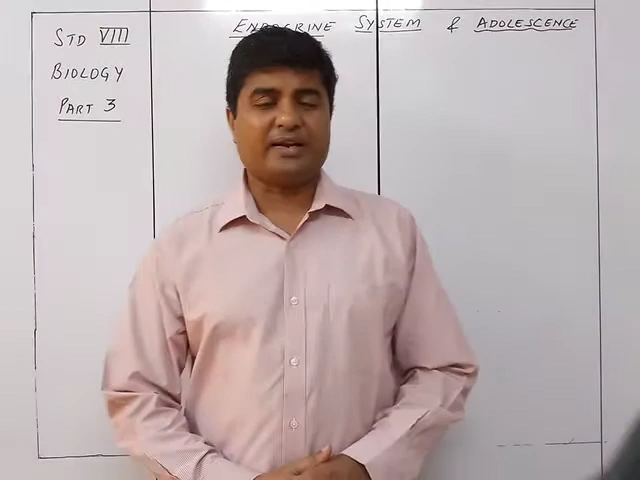 STD VIII
BIOLOGY
PART 3
ENDOCRINE SYSTEM & ADOLESCENCE